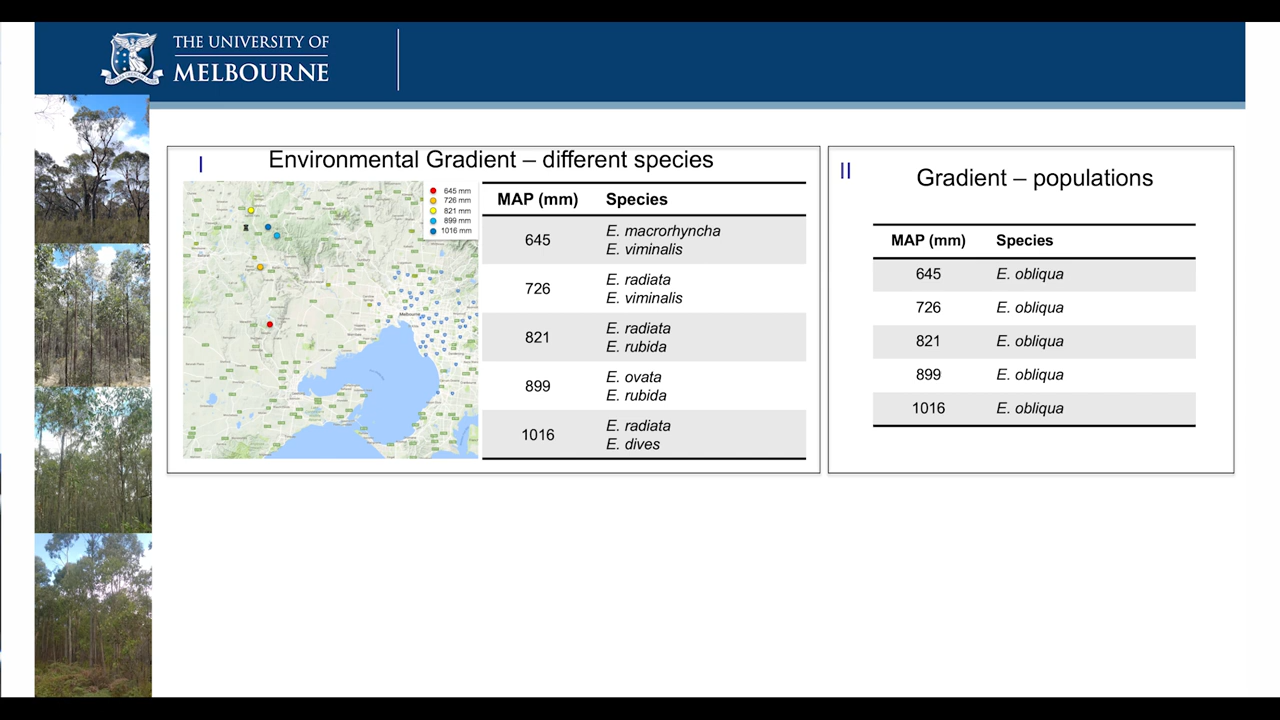 THE UNIVERSITY OF
MELBOURNE
I
Environmental Gradient – different species
645 mm
726 mm
821 mm
899 mm
1016 mm
Melbourne
MAP (mm) Species
645 E. macrorhyncha
E. viminalis
726 E. radiata
E. viminalis
821 E. radiata
E. rubida
899 E. ovata
E. rubida
1016 E. radiata
E. dives
II
Gradient – populations
MAP (mm) Species
645 E. obliqua
726 E. obliqua
821 E. obliqua
899 E. obliqua
1016 E. obliqua